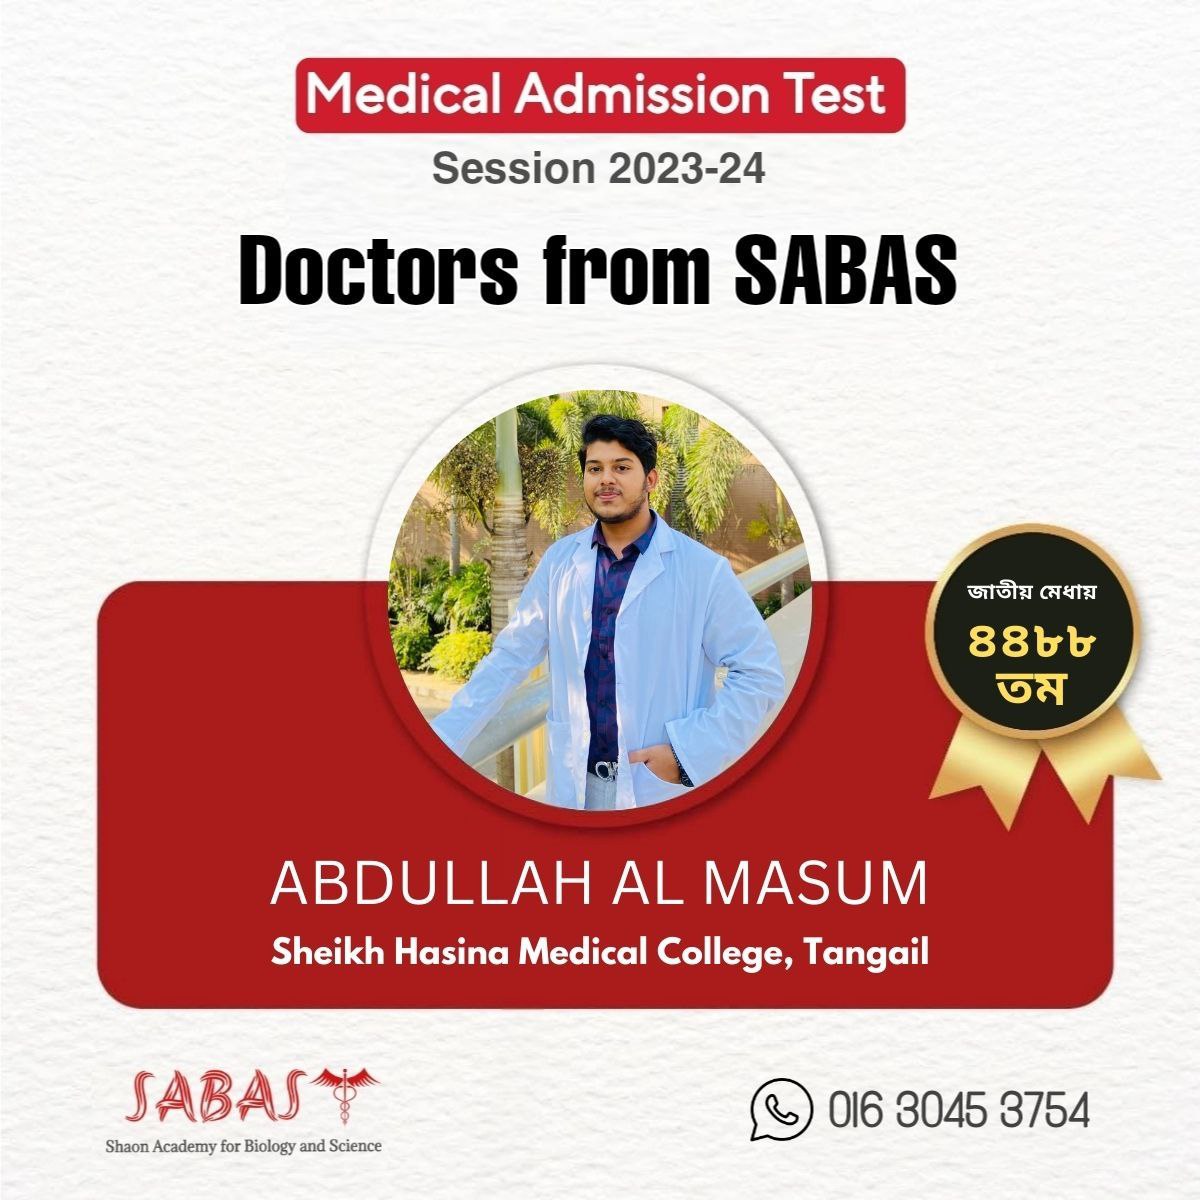 Medical Admission Test
Session 2023-24
Doctors from SABAS
জাতীয় মেধায়
৪৪৮৮
তম
ABDULLAH AL MASUM
Sheikh Hasina Medical College, Tangail
SABAS
Shaon Academy for Biology and Science
016 3045 3754